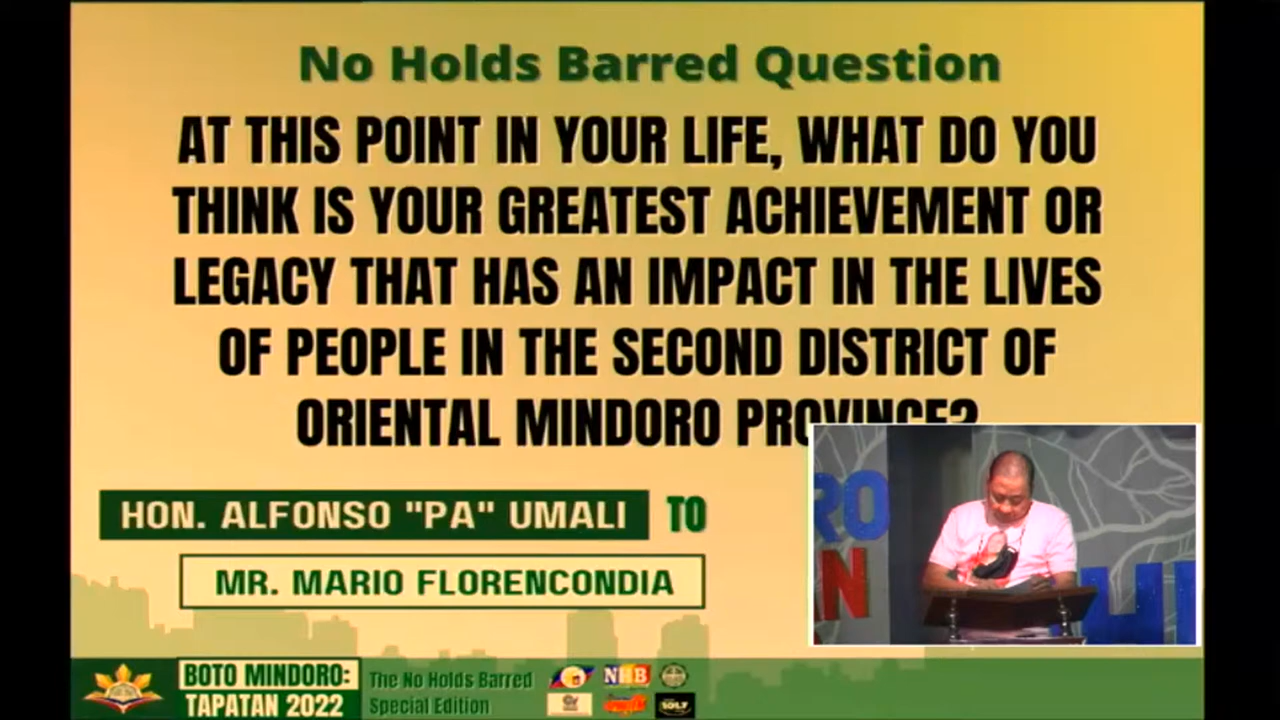 No Holds Barred Question
AT THIS POINT IN YOUR LIFE, WHAT DO YOU
THINK IS YOUR GREATEST ACHIEVEMENT OR
LEGACY THAT HAS AN IMPACT IN THE LIVES
OF PEOPLE IN THE SECOND DISTRICT OF
ORIENTAL MINDORO PROVINCE?
HON. ALFONSO "PA" UMALI TO
MR. MARIO FLORENCONDIA
BOTO MINDORO:
TAPATAN 2022
The No Holds Barred
Special Edition
NHB